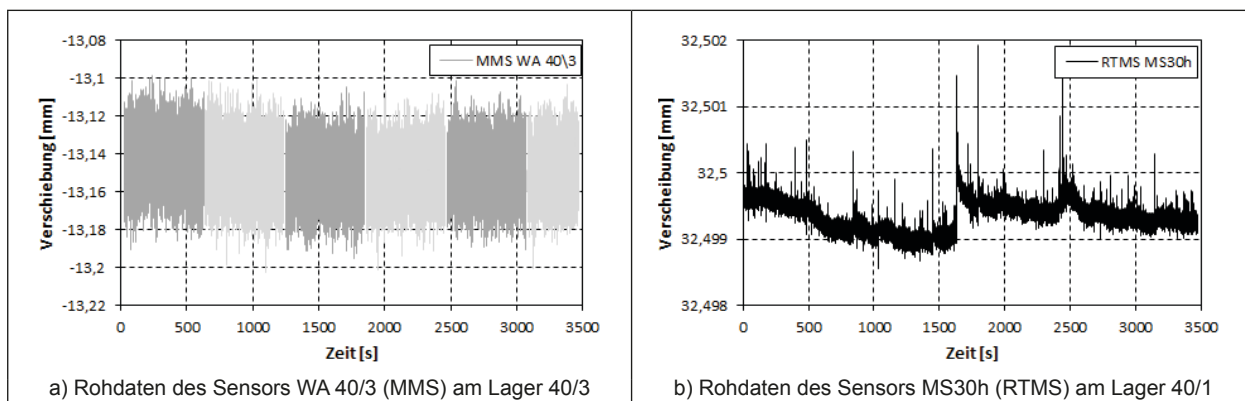 -13,08
-13,1
-13,12
-13,14
-13,16
-13,18
-13,2
-13,22
Verschiebung [mm]
MMS WA 40\3
0 500 1000 1500 2000 2500 3000 3500
Zeit [s]
a) Rohdaten des Sensors WA 40/3 (MMS) am Lager 40/3
32,502
32,501
32,5
32,499
32,498
Verscheibung [mm]
RTMS MS30h
0 500 1000 1500 2000 2500 3000 3500
Zeit [s]
b) Rohdaten des Sensors MS30h (RTMS) am Lager 40/1